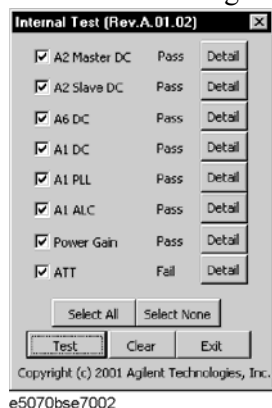 Internal Test (Rev.A.01.02)
A2 Master DC Pass Detail
A2 Slave DC Pass Detail
A6 DC Pass Detail
A1 DC Pass Detail
A1 PLL Pass Detail
A1 ALC Pass Detail
Power Gain Pass Detail
ATT Fail Detail
Select All Select None
Test Clear Exit
Copyright (c) 2001 Agilent Technologies, Inc.
e5070bse7002